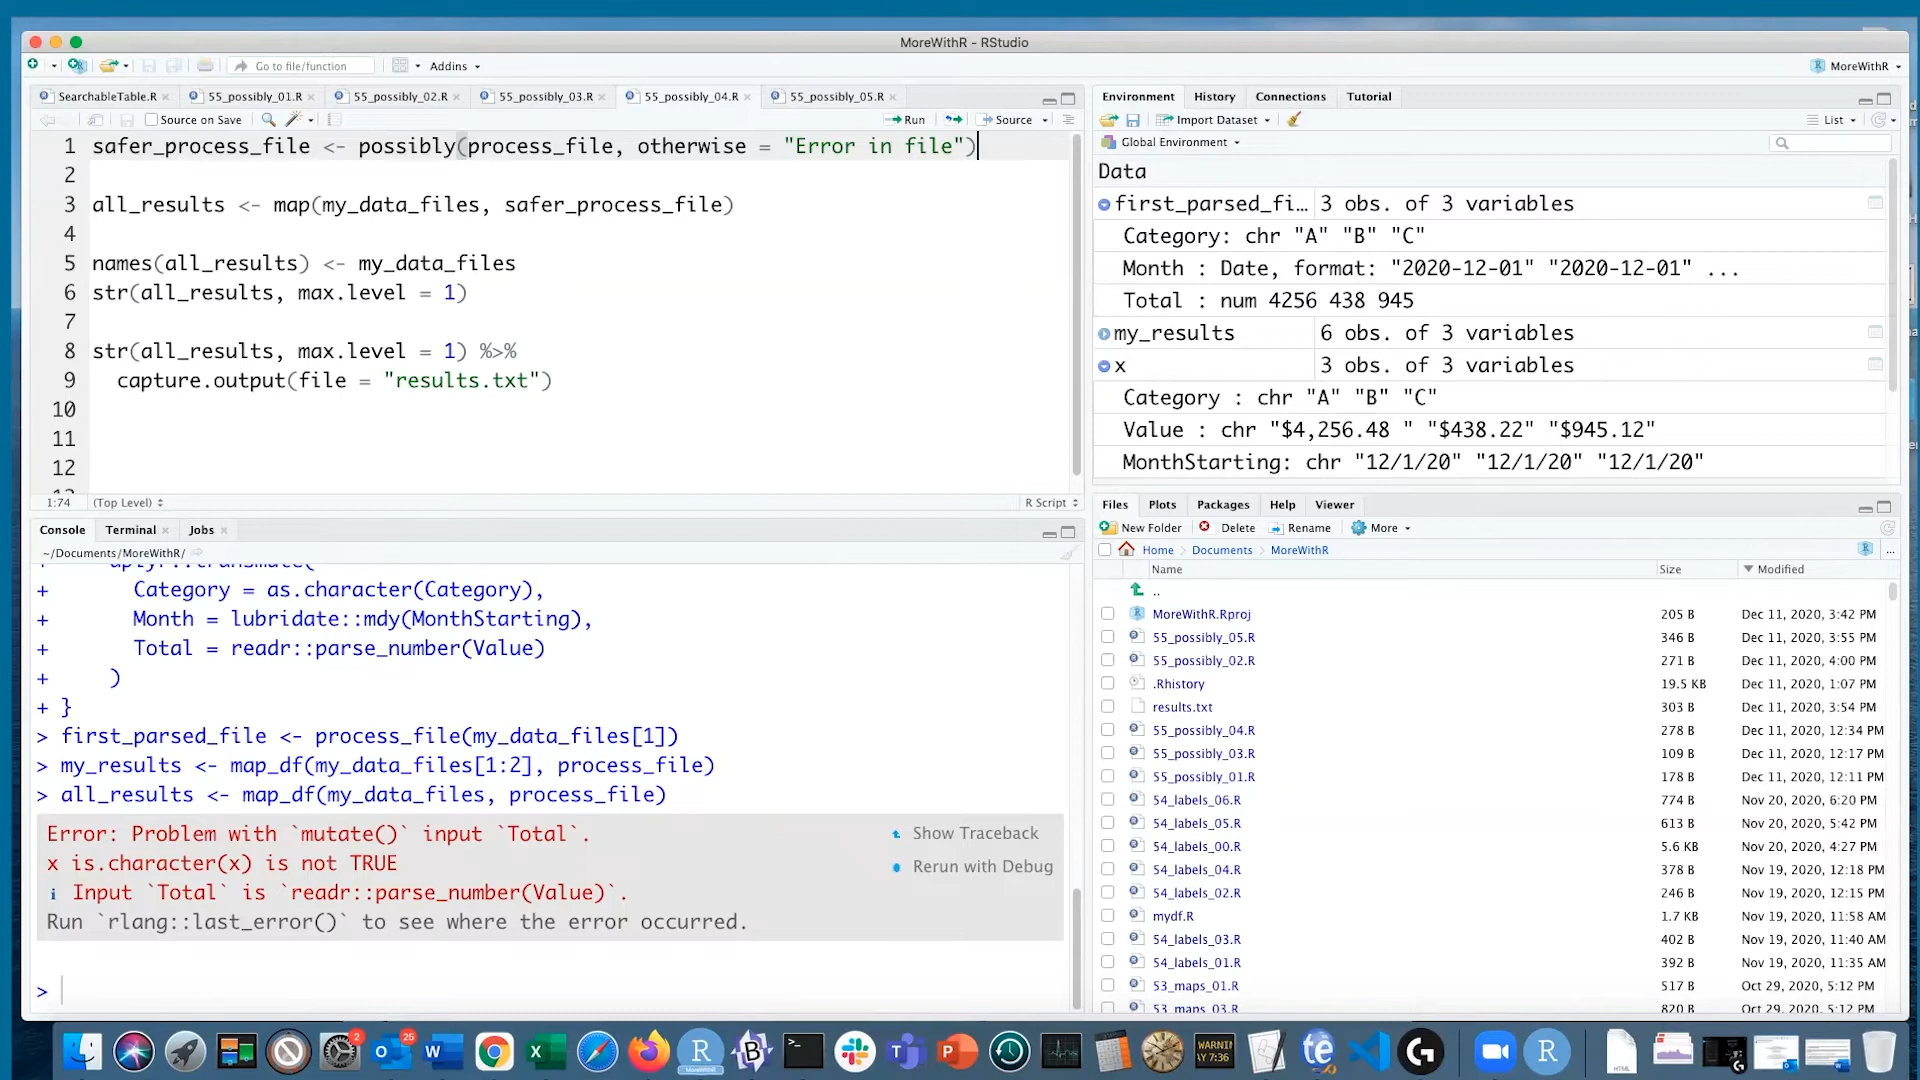 MoreWithR - RStudio
Go to file/function
Addins
MoreWithR
SearchableTable.R
55_possibly_01.R
55_possibly_02.R
55_possibly_03.R
55_possibly_04.R
55_possibly_05.R
Source on Save
Run
Source
1 safer_process_file <- possibly(process_file, otherwise = "Error in file")
2
3 all_results <- map(my_data_files, safer_process_file)
4
5 names(all_results) <- my_data_files
6 str(all_results, max.level = 1)
7
8 str(all_results, max.level = 1) %>%
9 capture.output(file = "results.txt")
10
11
12
1:74 (Top Level)
R Script
Console Terminal Jobs
~/Documents/MoreWithR/
+ Category = as.character(Category),
+ Month = lubridate::mdy(MonthStarting),
+ Total = readr::parse_number(Value)
+ )
+ }
> first_parsed_file <- process_file(my_data_files[1])
> my_results <- map_df(my_data_files[1:2], process_file)
> all_results <- map_df(my_data_files, process_file)
Error: Problem with `mutate()` input `Total`.
x is.character(x) is not TRUE
i Input `Total` is `readr::parse_number(Value)`.
Run `rlang::last_error()` to see where the error occurred.
Show Traceback
Rerun with Debug
>
Environment History Connections Tutorial
Import Dataset
List
Global Environment
Data
first_parsed_fi… 3 obs. of 3 variables
Category: chr "A" "B" "C"
Month : Date, format: "2020-12-01" "2020-12-01" ...
Total : num 4256 438 945
my_results 6 obs. of 3 variables
x 3 obs. of 3 variables
Category : chr "A" "B" "C"
Value : chr "$4,256.48 " "$438.22" "$945.12"
MonthStarting: chr "12/1/20" "12/1/20" "12/1/20"
Files Plots Packages Help Viewer
New Folder Delete Rename More
Home Documents MoreWithR
...
Name Size Modified
..
MoreWithR.Rproj 205 B Dec 11, 2020, 3:42 PM
55_possibly_05.R 346 B Dec 11, 2020, 3:55 PM
55_possibly_02.R 271 B Dec 11, 2020, 4:00 PM
.Rhistory 19.5 KB Dec 11, 2020, 1:07 PM
results.txt 303 B Dec 11, 2020, 3:54 PM
55_possibly_04.R 278 B Dec 11, 2020, 12:34 PM
55_possibly_03.R 109 B Dec 11, 2020, 12:17 PM
55_possibly_01.R 178 B Dec 11, 2020, 12:11 PM
54_labels_06.R 774 B Nov 20, 2020, 6:20 PM
54_labels_05.R 613 B Nov 20, 2020, 5:42 PM
54_labels_00.R 5.6 KB Nov 20, 2020, 4:27 PM
54_labels_04.R 378 B Nov 19, 2020, 12:18 PM
54_labels_02.R 246 B Nov 19, 2020, 12:15 PM
mydf.R 1.7 KB Nov 19, 2020, 11:58 AM
54_labels_03.R 402 B Nov 19, 2020, 11:40 AM
54_labels_01.R 392 B Nov 19, 2020, 11:35 AM
53_maps_01.R 517 B Oct 29, 2020, 5:12 PM
53_maps_03.R 820 B Oct 29, 2020, 5:12 PM
2
25
WARNIN
AY 7:36